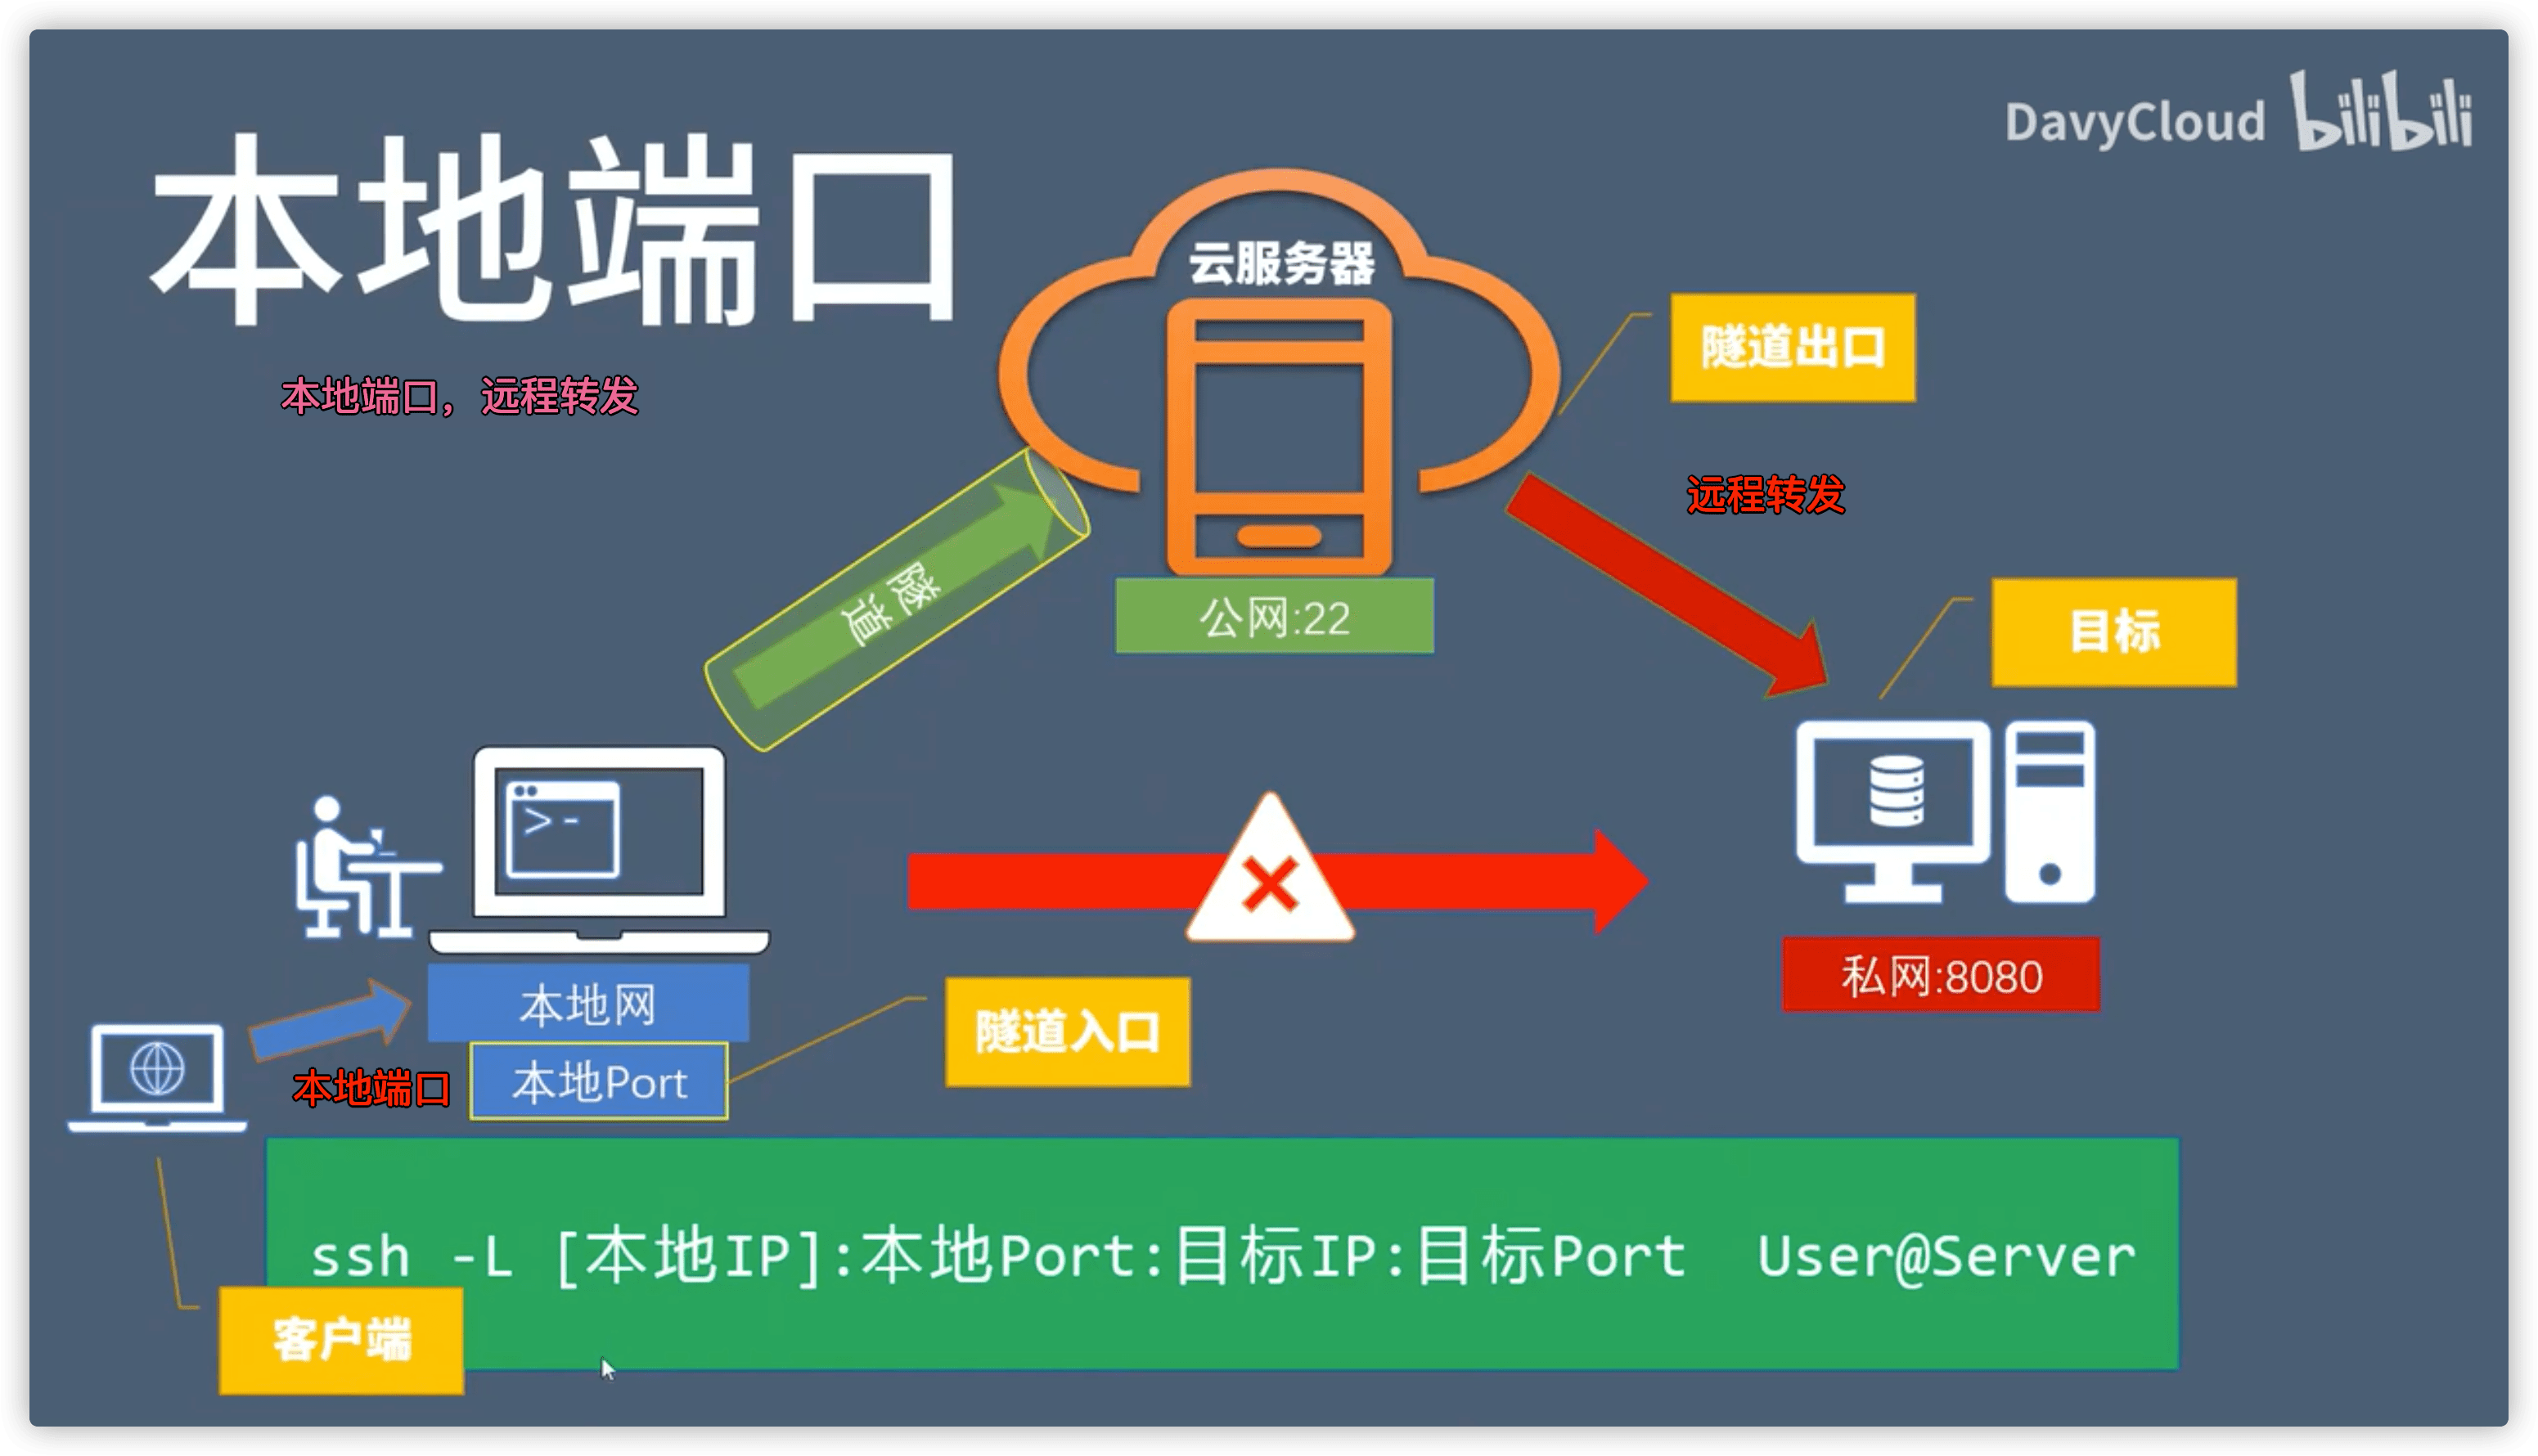 DavyCloud bilibili
本地端口
本地端口，远程转发
云服务器
隧道出口
远程转发
隧道
公网:22
目标
>-
本地网
私网:8080
隧道入口
本地端口
本地Port
ssh -L [本地IP]:本地Port:目标IP:目标Port User@Server
客户端